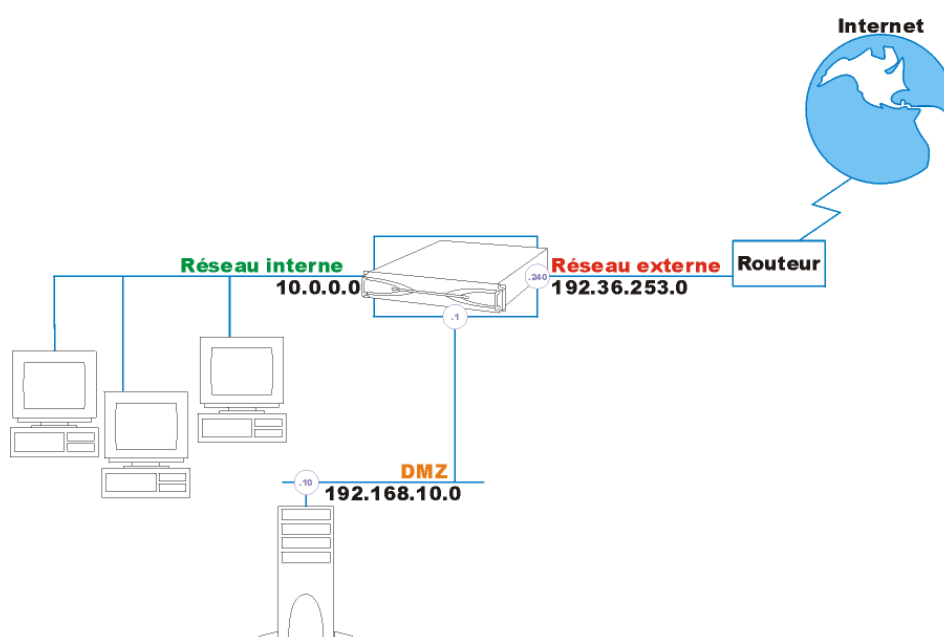 Internet
Réseau interne
10.0.0.0
.240
Réseau externe
192.36.253.0
Routeur
.1
DMZ
.10
192.168.10.0